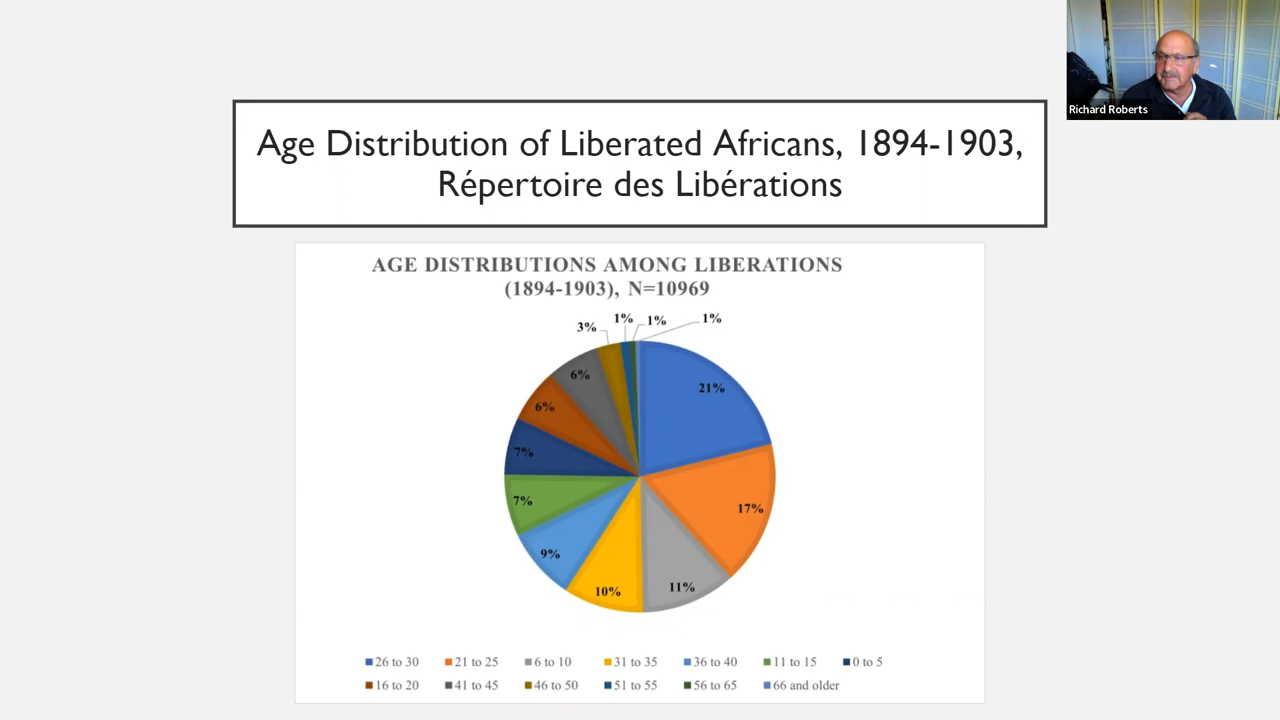 Richard Roberts
Age Distribution of Liberated Africans, 1894-1903,
Répertoire des Libérations
AGE DISTRIBUTIONS AMONG LIBERATIONS
(1894-1903), N=10969
3% 1% 1% 1%
21%
17%
11%
10%
9%
7%
7%
6%
6%
26 to 30 21 to 25 6 to 10 31 to 35 36 to 40 11 to 15 0 to 5
16 to 20 41 to 45 46 to 50 51 to 55 56 to 65 66 and older